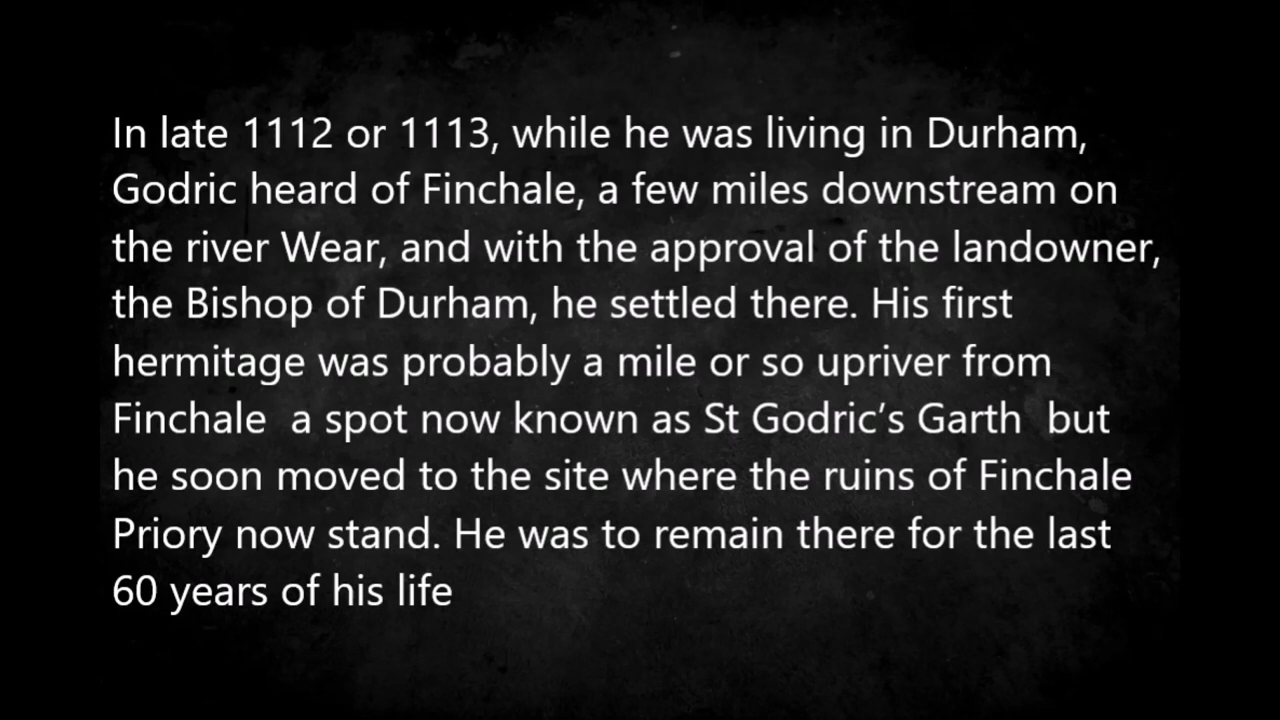 In late 1112 or 1113, while he was living in Durham,
Godric heard of Finchale, a few miles downstream on
the river Wear, and with the approval of the landowner,
the Bishop of Durham, he settled there. His first
hermitage was probably a mile or so upriver from
Finchale  a spot now known as St Godric’s Garth  but
he soon moved to the site where the ruins of Finchale
Priory now stand. He was to remain there for the last
60 years of his life